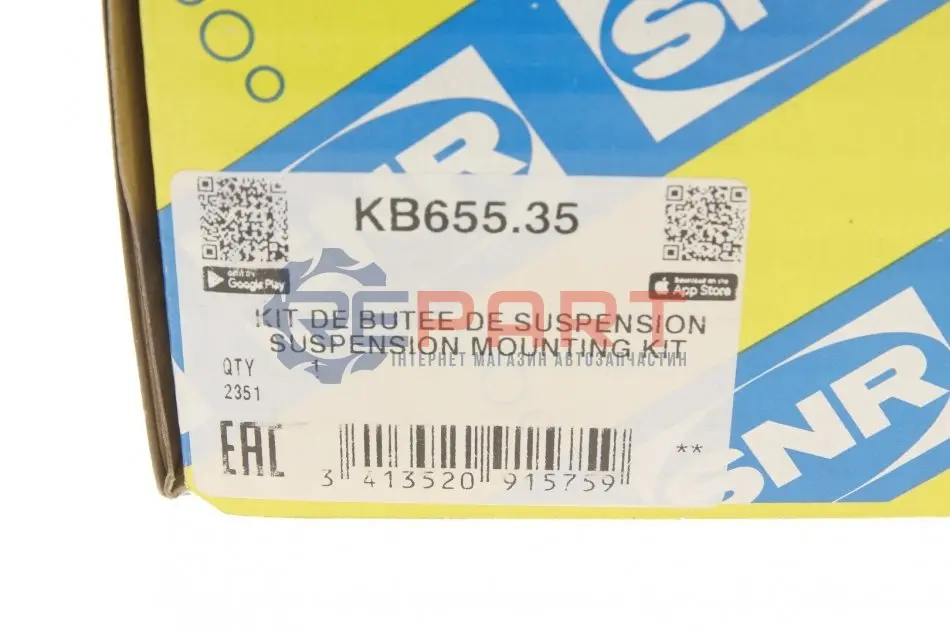 SNR
SNR
KB655.35
GET IT ON
Google Play
Download on the
App Store
REPART
KIT DE BUTEE DE SUSPENSION
SUSPENSION MOUNTING KIT
ІНТЕРНЕТ МАГАЗИН АВТОЗАПЧАСТИН
QTY 1
2351
EAC
**
3 413520 915759
SNR